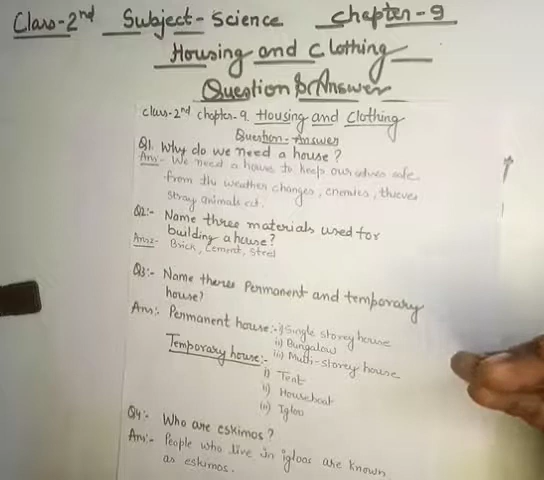 Class-2nd Subject-Science Chapter-9
Housing and Clothing
Question & Answer
class-2nd chapter-9. Housing and Clothing
Question-Answer
Q1. Why do we need a house?
Ans:- We need a house to keep ourselves safe
from the weather changes, enemies, thieves
stray animals ect.
Q2:- Name three materials used for
building a house?
Ans:- Brick, Cement, Steel
Q3:- Name theree Permanent and temporary
house?
Ans:- Permanent house:- i) Single storey house
ii) Bungalow
iii) Multi-storey house
Temporary house:-
i) Tent
ii) Houseboat
iii) Igloo
Q4:- Who are eskimos?
Ans:- People who live in igloos are known
as eskimos.